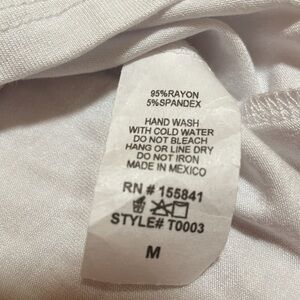 95%RAYON
5%SPANDEX
HAND WASH
WITH COLD WATER
DO NOT BLEACH
HANG OR LINE DRY
DO NOT IRON
MADE IN MEXICO
RN # 155841
STYLE# T0003
M